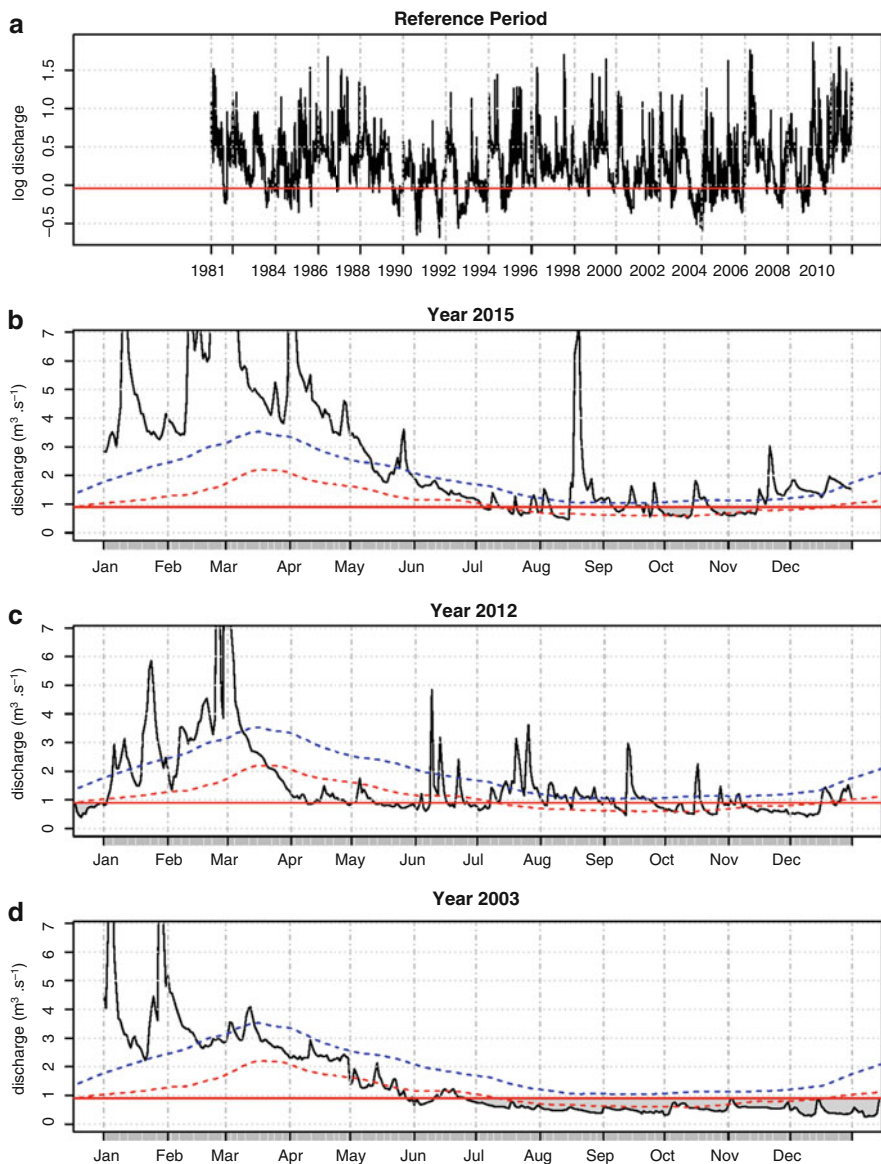 a
Reference Period
log discharge
1.5
1.0
0.5
0.0
−0.5
1981 1984 1986 1988 1990 1992 1994 1996 1998 2000 2002 2004 2006 2008 2010
b
Year 2015
discharge (m³ .s⁻¹)
7
6
5
4
3
2
1
0
Jan Feb Mar Apr May Jun Jul Aug Sep Oct Nov Dec
c
Year 2012
discharge (m³ .s⁻¹)
7
6
5
4
3
2
1
0
Jan Feb Mar Apr May Jun Jul Aug Sep Oct Nov Dec
d
Year 2003
discharge (m³ .s⁻¹)
7
6
5
4
3
2
1
0
Jan Feb Mar Apr May Jun Jul Aug Sep Oct Nov Dec